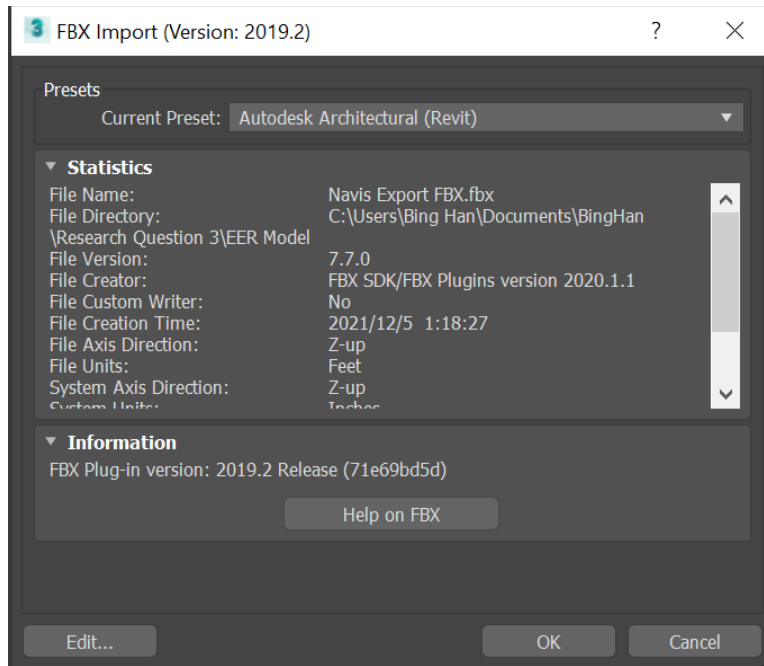 3 FBX Import (Version: 2019.2) ?
Presets
Current Preset: Autodesk Architectural (Revit)
Statistics
File Name: Navis Export FBX.fbx
File Directory: C:\Users\Bing Han\Documents\BingHan
\Research Question 3\EER Model
File Version: 7.7.0
File Creator: FBX SDK/FBX Plugins version 2020.1.1
File Custom Writer: No
File Creation Time: 2021/12/5 1:18:27
File Axis Direction: Z-up
File Units: Feet
System Axis Direction: Z-up
System Units: Inches
Information
FBX Plug-in version: 2019.2 Release (71e69bd5d)
Help on FBX
Edit... OK Cancel